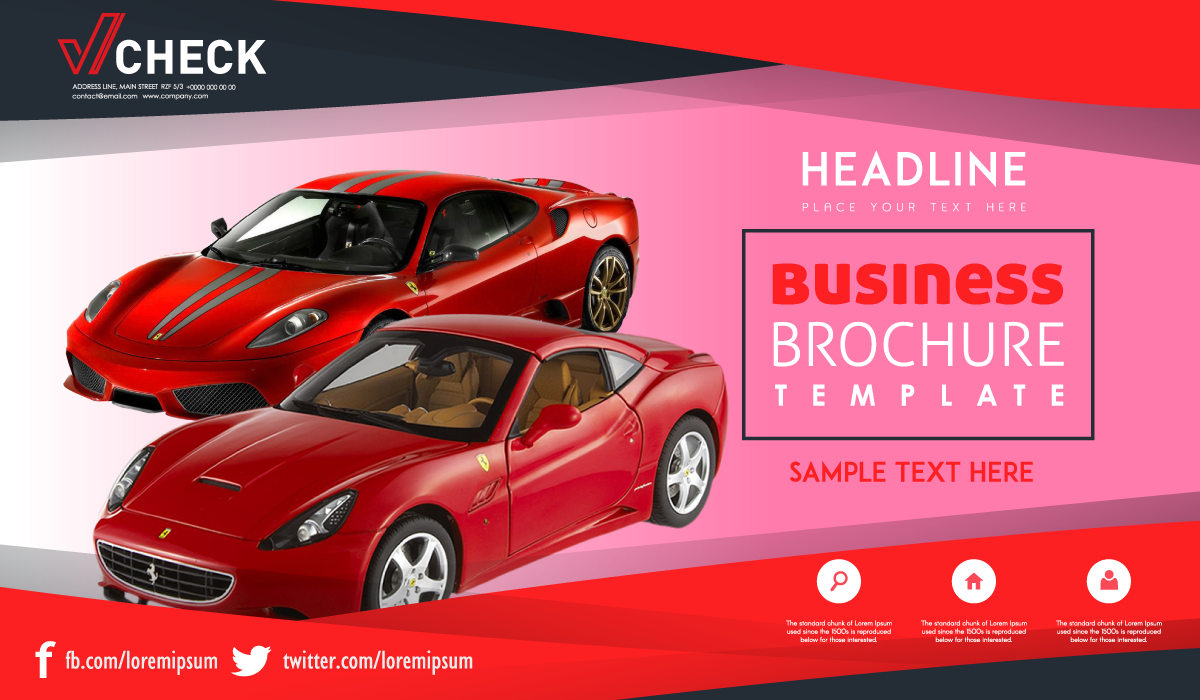 CHECK
ADDRESS LINE, MAIN STREET RZF 5/3 +0000 000 00 00
contact@email.com www.company.com
HEADLINE
PLACE YOUR TEXT HERE
BUSIness
BROCHURE
TEMPLATE
SAMPLE TEXT HERE
The standard chunk of Lorem Ipsum
used since the 1500s is reproduced
below for those interested.
The standard chunk of Lorem Ipsum
used since the 1500s is reproduced
below for those interested.
The standard chunk of Lorem Ipsum
used since the 1500s is reproduced
below for those interested.
fb.com/loremipsum
twitter.com/loremipsum